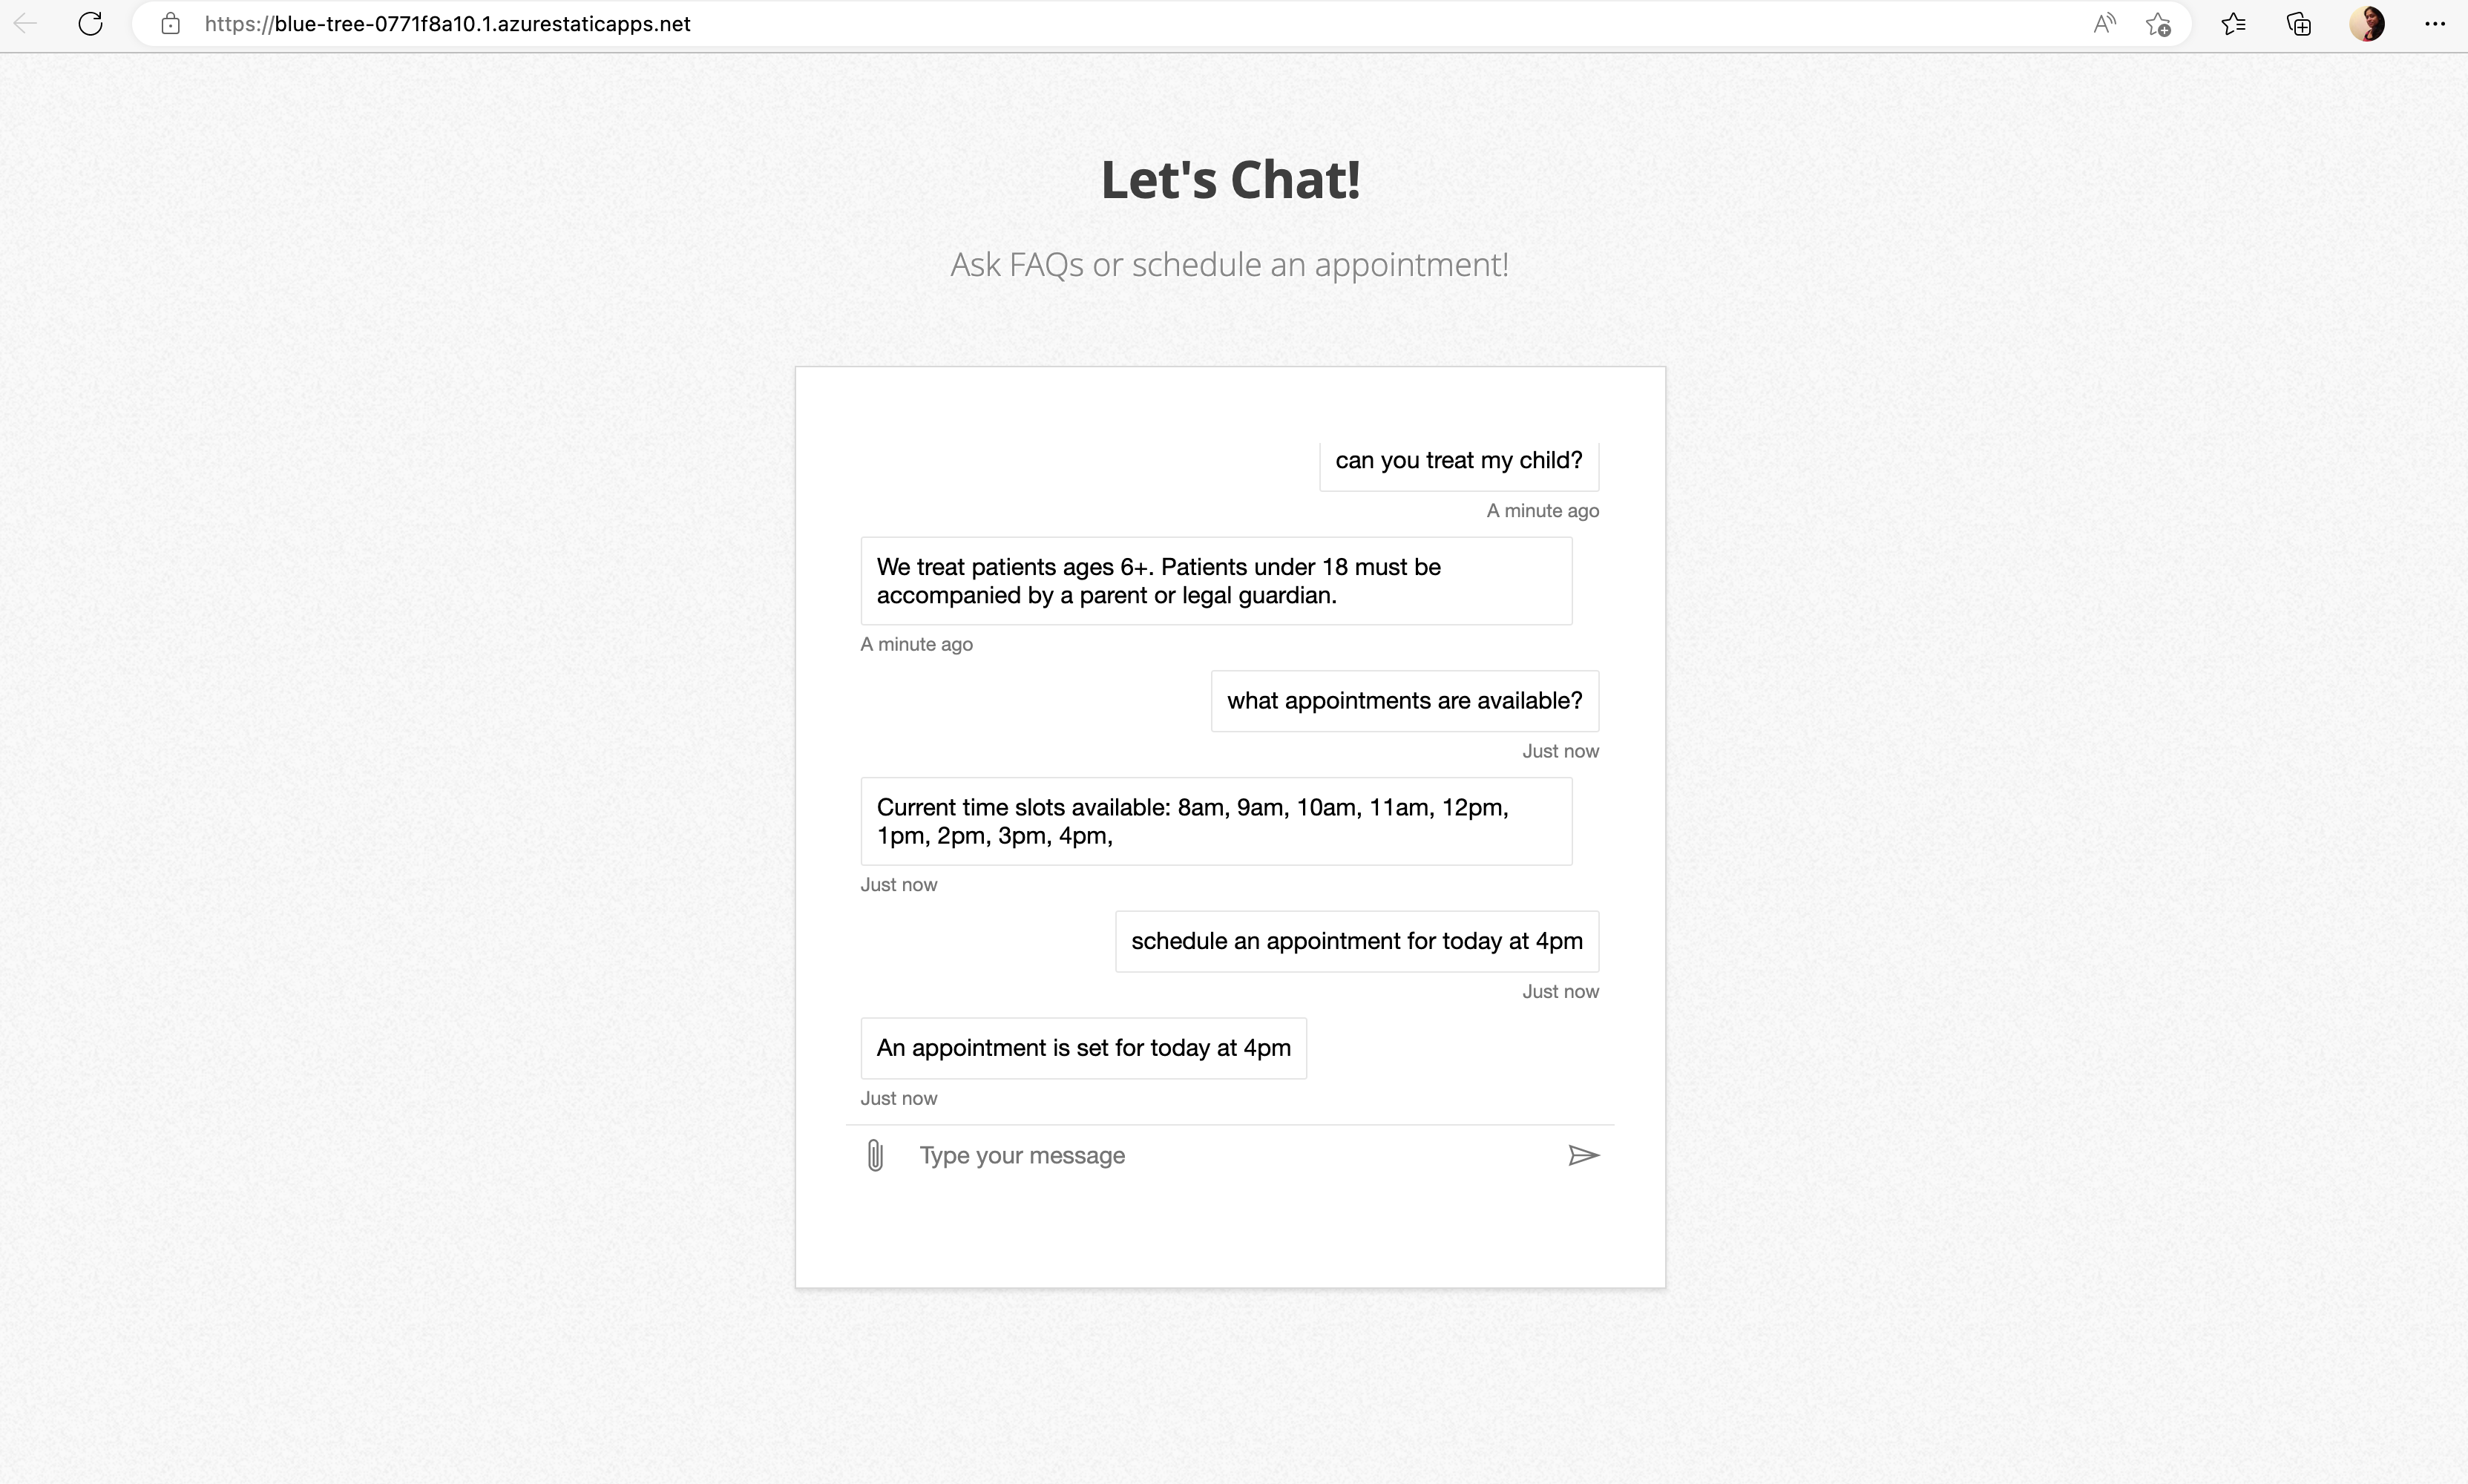 https://blue-tree-0771f8a10.1.azurestaticapps.net
Let's Chat!
Ask FAQs or schedule an appointment!
can you treat my child?
A minute ago
We treat patients ages 6+. Patients under 18 must be
accompanied by a parent or legal guardian.
A minute ago
what appointments are available?
Just now
Current time slots available: 8am, 9am, 10am, 11am, 12pm,
1pm, 2pm, 3pm, 4pm,
Just now
schedule an appointment for today at 4pm
Just now
An appointment is set for today at 4pm
Just now
Type your message